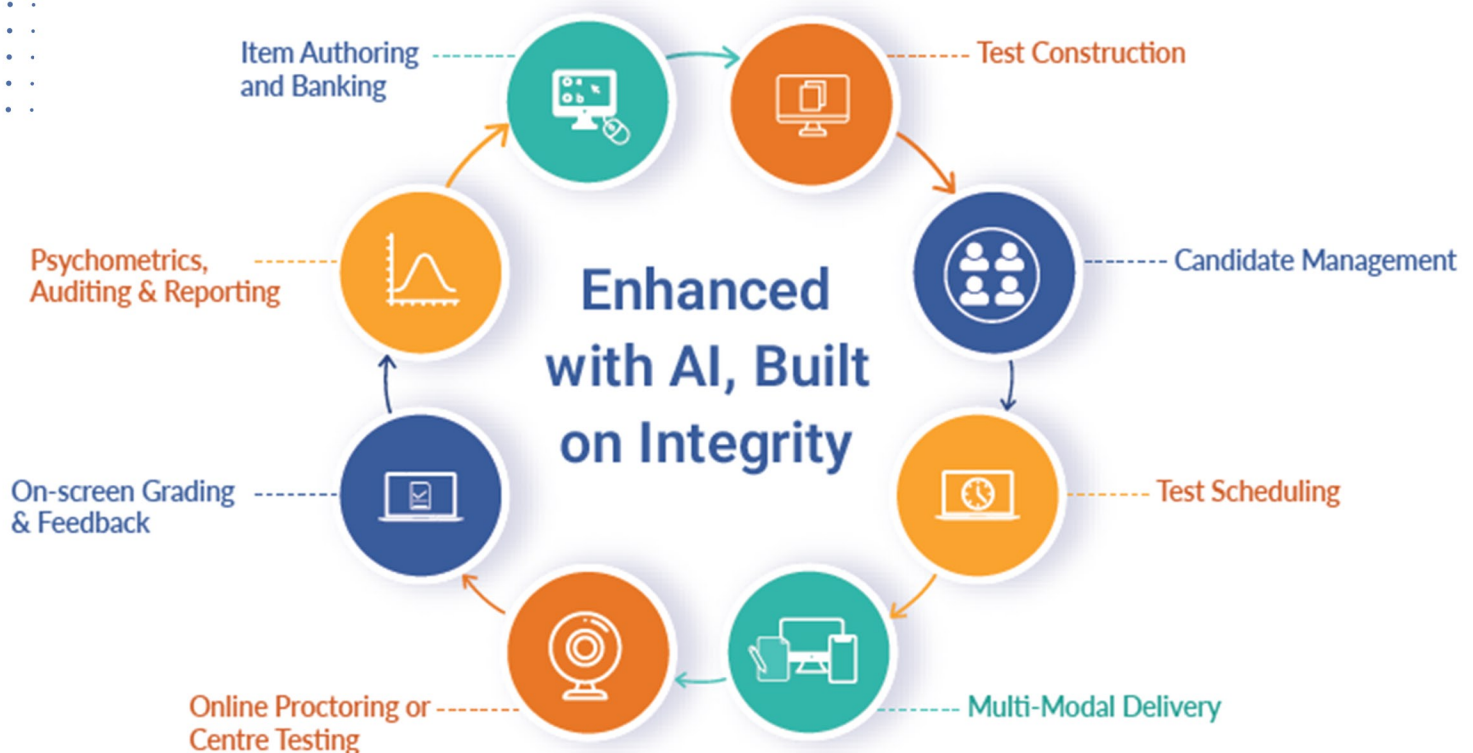 Item Authoring
and Banking
Test Construction
Candidate Management
Test Scheduling
Multi-Modal Delivery
Online Proctoring or
Centre Testing
On-screen Grading
& Feedback
Psychometrics,
Auditing & Reporting
Enhanced
with AI, Built
on Integrity